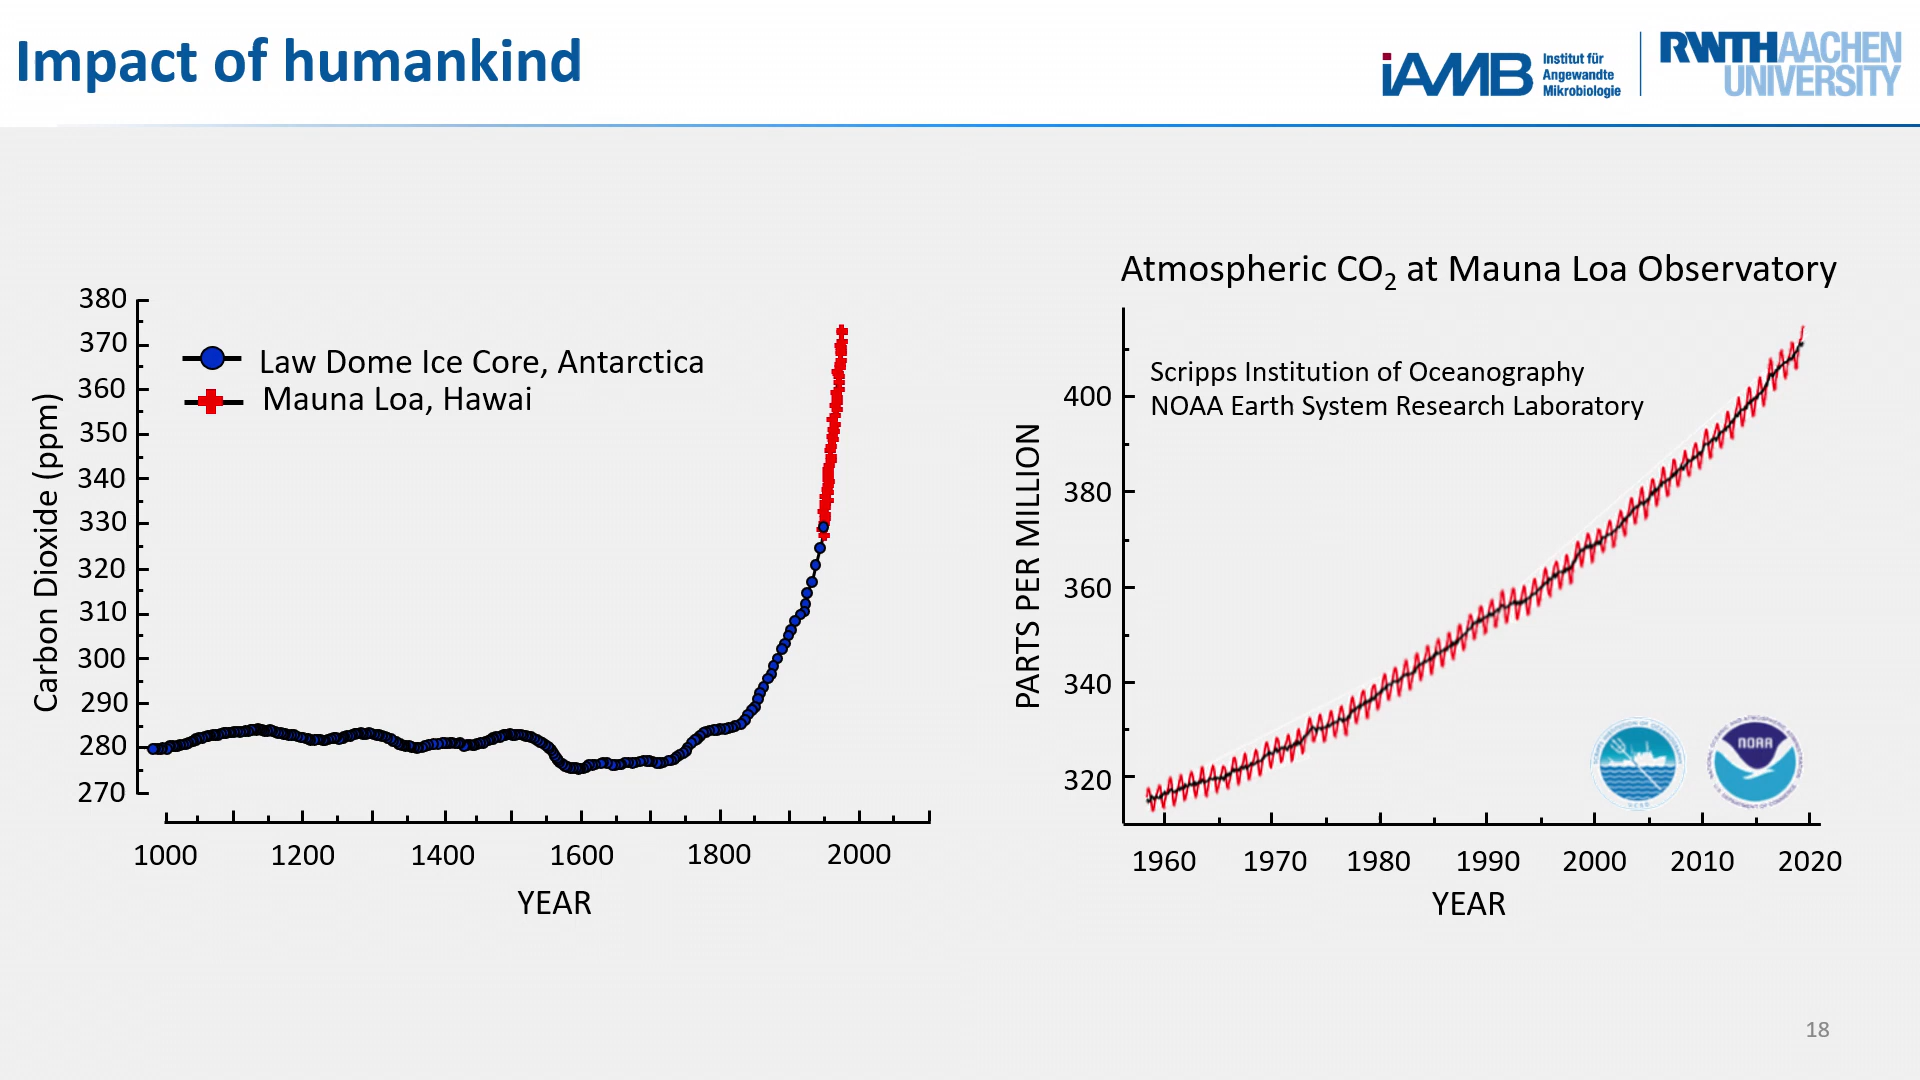 Impact of humankind
iAMB
Institut für
Angewandte
Mikrobiologie
RWTHAACHEN
UNIVERSITY
380
370
360
350
340
330
320
310
300
290
280
270
Carbon Dioxide (ppm)
Law Dome Ice Core, Antarctica
Mauna Loa, Hawai
1000 1200 1400 1600 1800 2000
YEAR
Atmospheric CO₂ at Mauna Loa Observatory
Scripps Institution of Oceanography
NOAA Earth System Research Laboratory
400
380
360
340
320
PARTS PER MILLION
NOAA
1960 1970 1980 1990 2000 2010 2020
YEAR
18